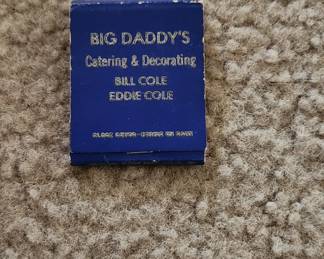 BIG DADDY'S
Catering & Decorating
BILL COLE
EDDIE COLE